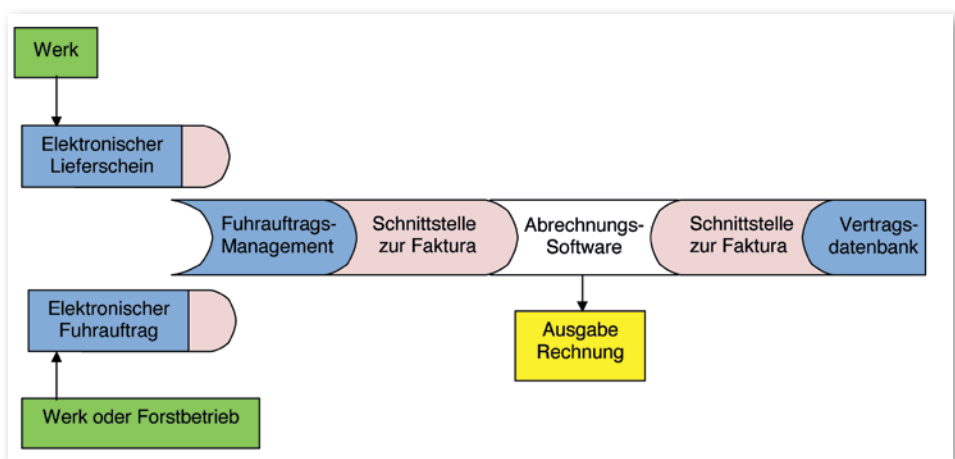 Werk
Elektronischer
Lieferschein
Fuhrauftrags-
Management
Schnittstelle
zur Faktura
Abrechnungs-
Software
Schnittstelle
zur Faktura
Vertrags-
datenbank
Elektronischer
Fuhrauftrag
Ausgabe
Rechnung
Werk oder Forstbetrieb